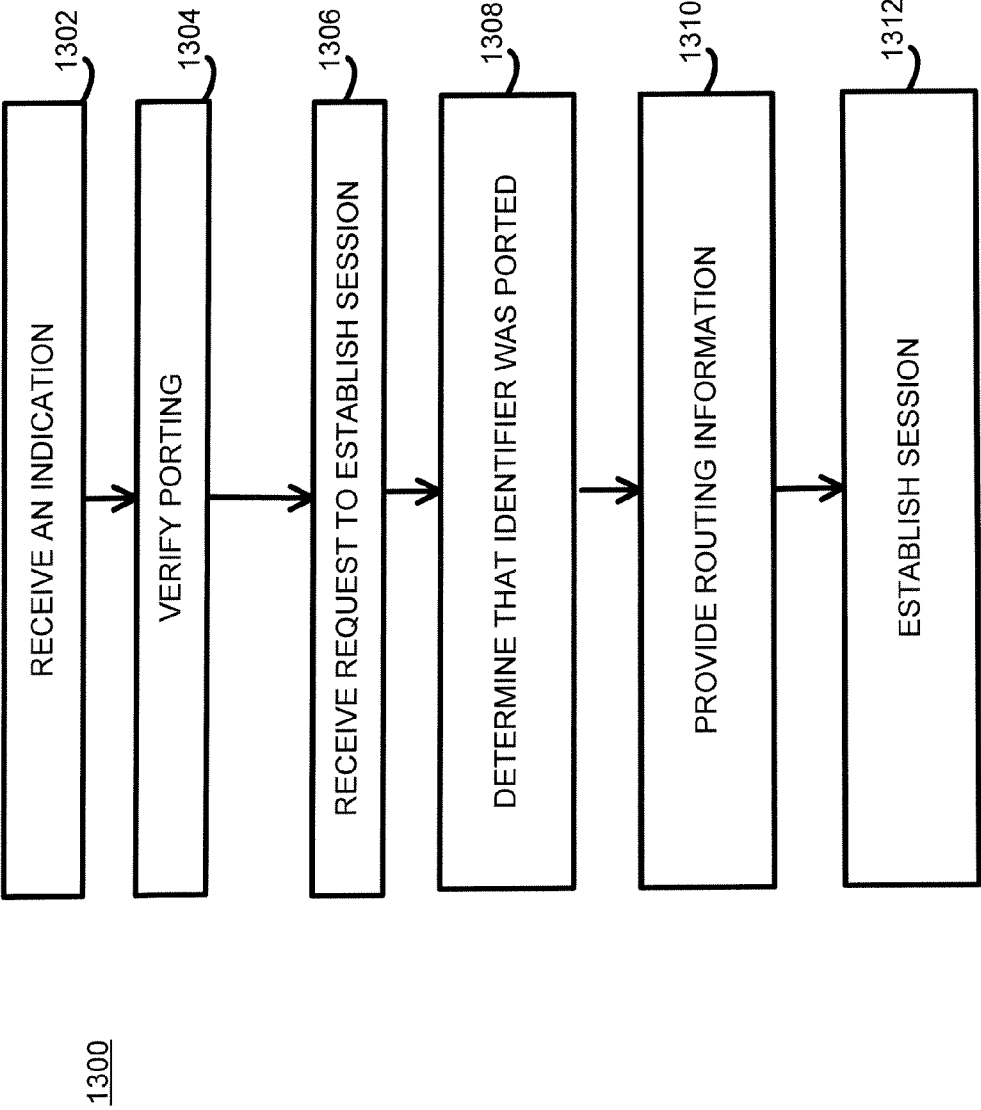 1300
RECEIVE AN INDICATION
1302
VERIFY PORTING
1304
RECEIVE REQUEST TO ESTABLISH SESSION
1306
DETERMINE THAT IDENTIFIER WAS PORTED
1308
PROVIDE ROUTING INFORMATION
1310
ESTABLISH SESSION
1312